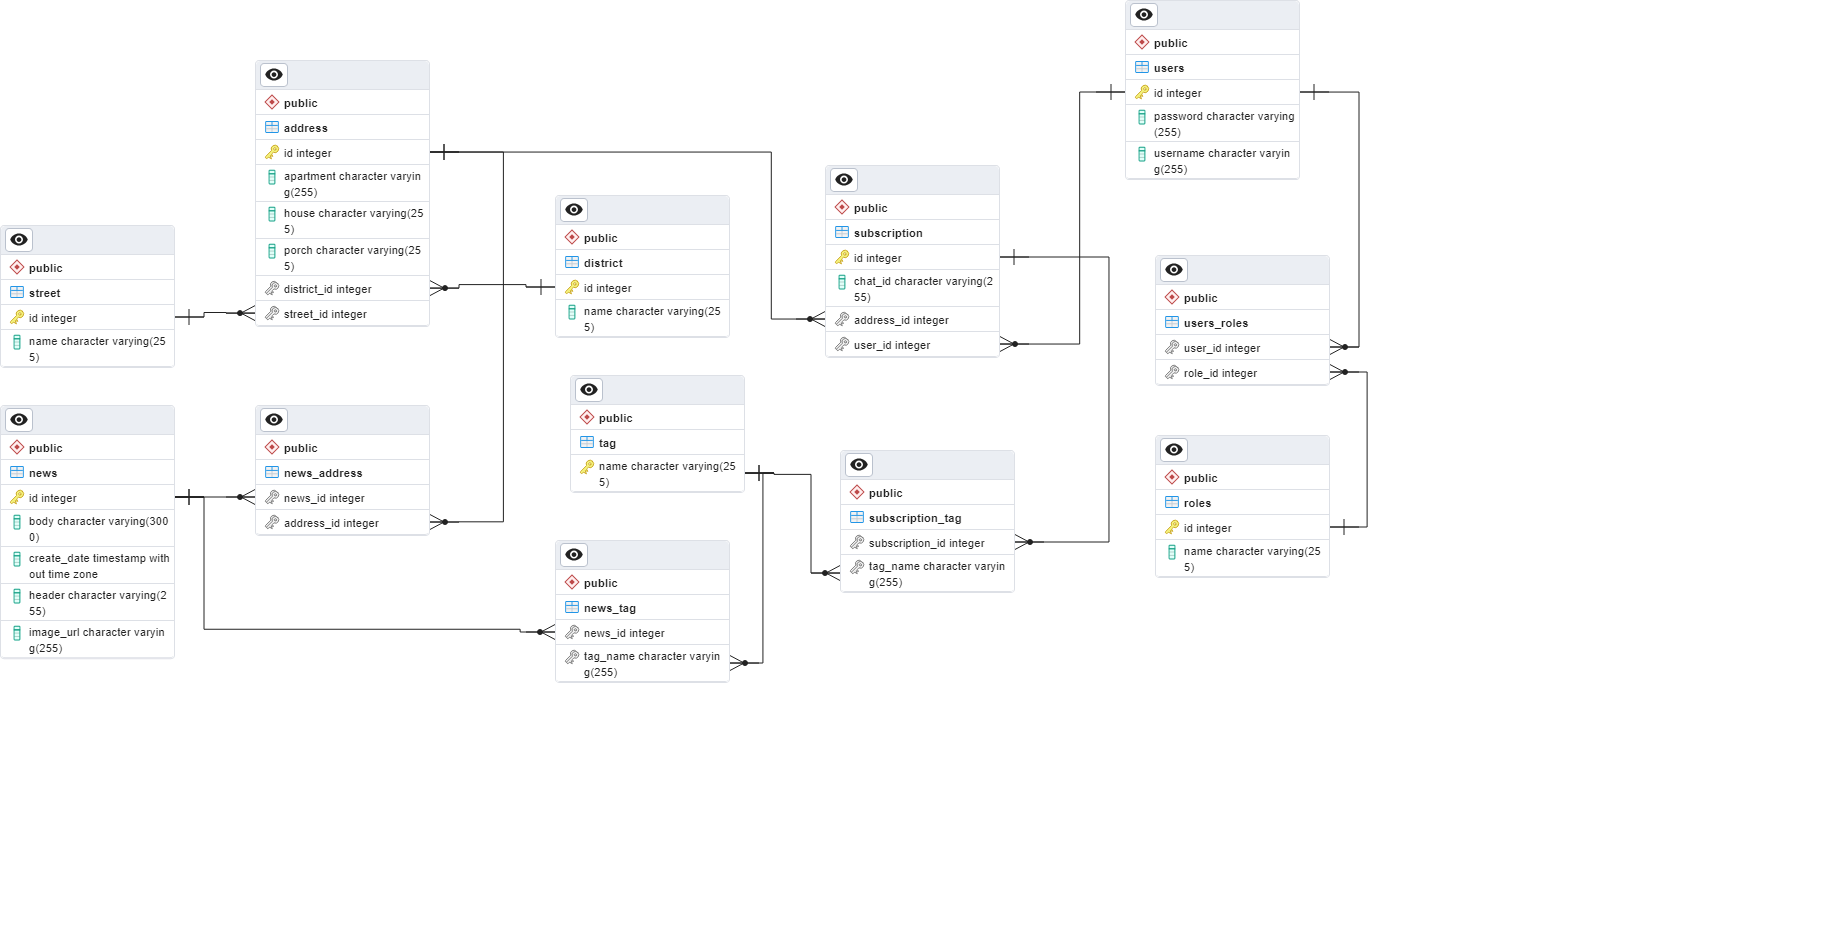 public
users
id integer
password character varying
(255)
username character varyin
g(255)
public
address
id integer
apartment character varyin
g(255)
house character varying(25
5)
porch character varying(25
5)
district_id integer
street_id integer
public
subscription
id integer
chat_id character varying(2
55)
address_id integer
user_id integer
public
district
id integer
name character varying(25
5)
public
street
id integer
name character varying(25
5)
public
users_roles
user_id integer
role_id integer
public
tag
name character varying(25
5)
public
news
id integer
body character varying(300
0)
create_date timestamp with
out time zone
header character varying(2
55)
image_url character varyin
g(255)
public
news_address
news_id integer
address_id integer
public
subscription_tag
subscription_id integer
tag_name character varyin
g(255)
public
roles
id integer
name character varying(25
5)
public
news_tag
news_id integer
tag_name character varyin
g(255)